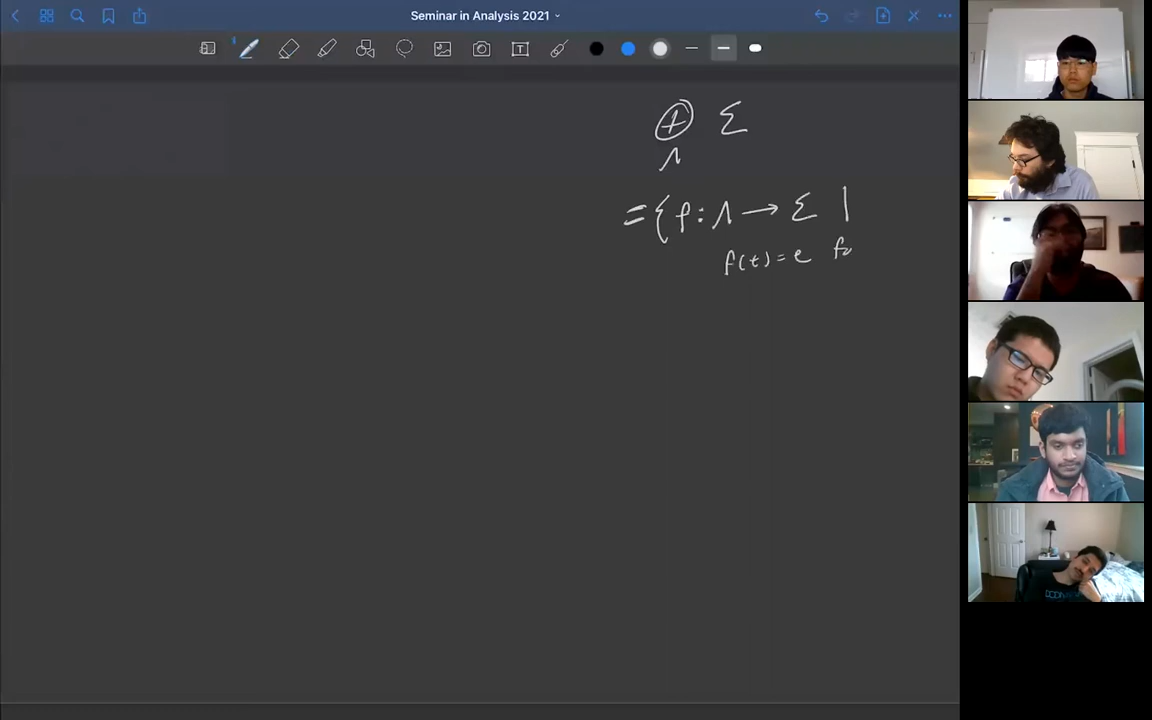 Seminar in Analysis 2021
⊕ Σ
Λ
= { f : Λ → Σ |
f(t) = e fo